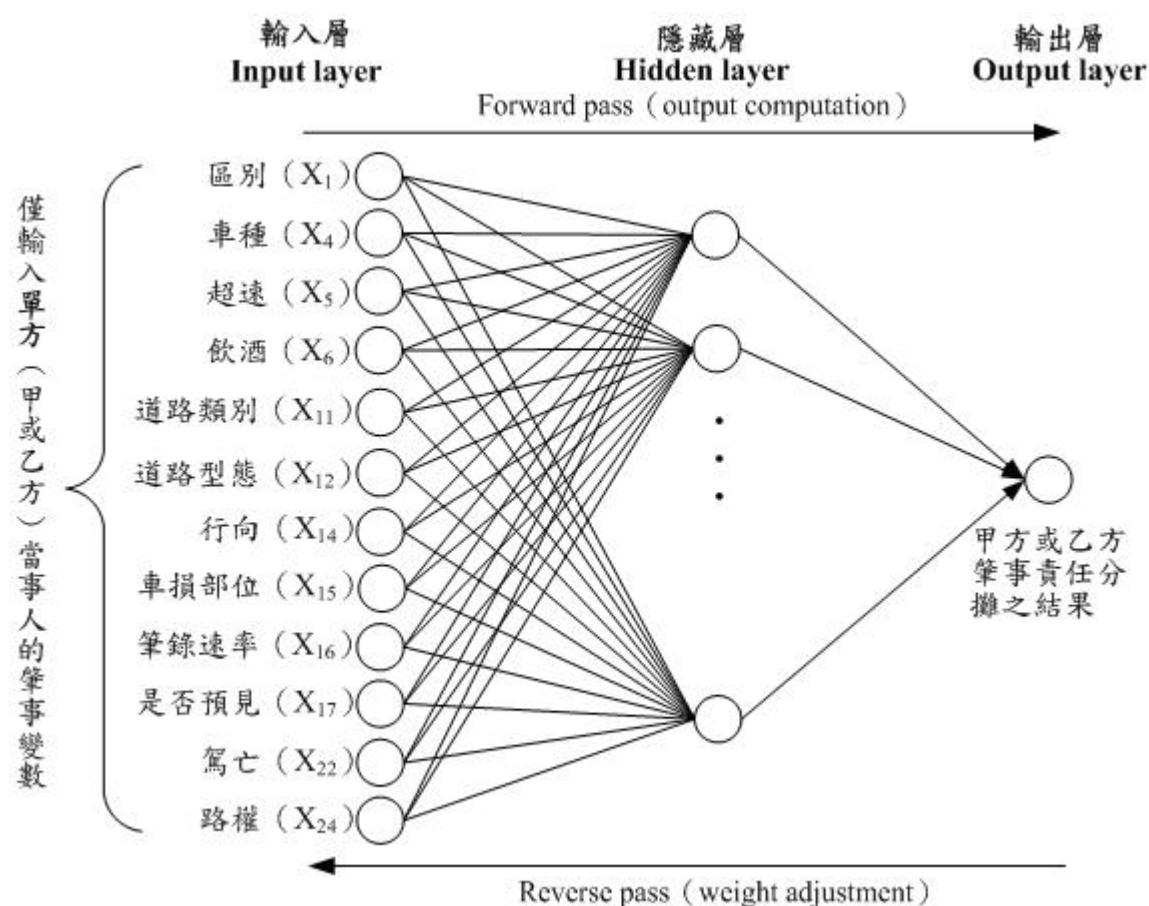 輸入層
Input layer
隱藏層
Hidden layer
輸出層
Output layer
Forward pass（output computation）
僅輸入單方（甲或乙方）當事人的肇事變數
區別（X₁）
車種（X₄）
超速（X₅）
飲酒（X₆）
道路類別（X₁₁）
道路型態（X₁₂）
行向（X₁₄）
車損部位（X₁₅）
筆錄速率（X₁₆）
是否預見（X₁₇）
駕亡（X₂₂）
路權（X₂₄）
甲方或乙方
肇事責任分
攤之結果
Reverse pass（weight adjustment）